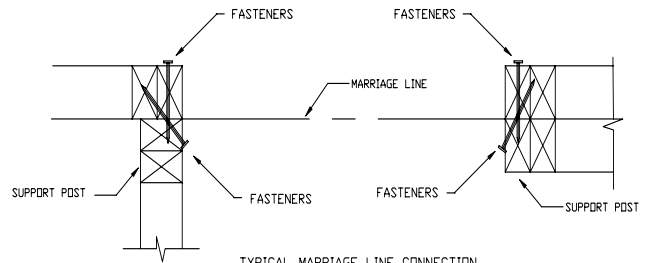 FASTENERS
FASTENERS
MARRIAGE LINE
SUPPORT POST
FASTENERS
FASTENERS
SUPPORT POST
TYPICAL MARRIAGE LINE CONNECTION